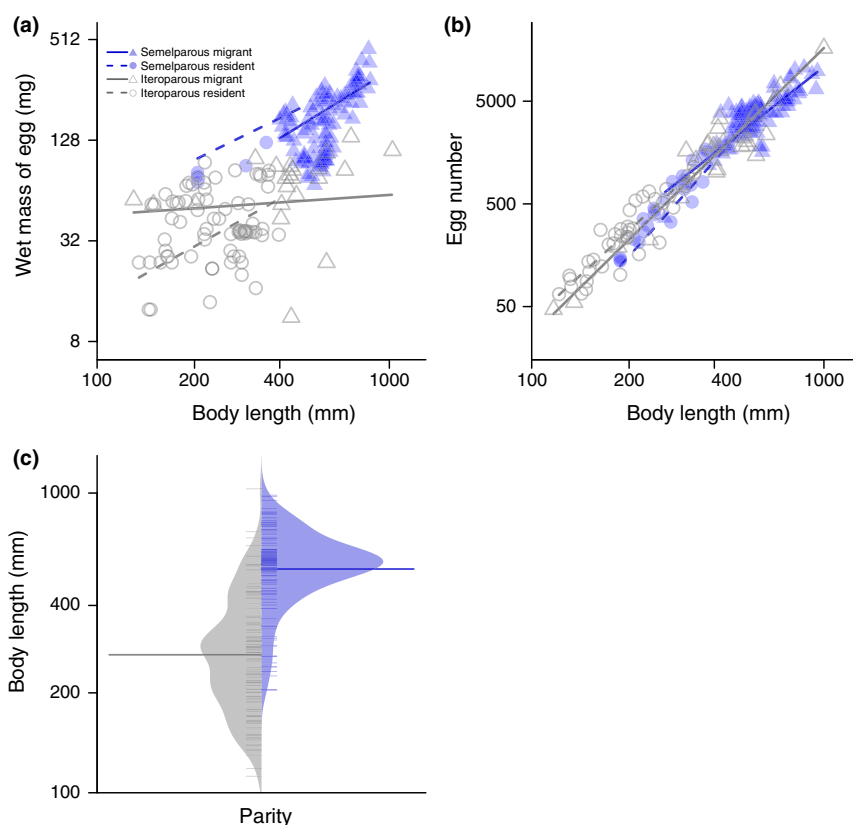 (a)
512
128
32
8
Wet mass of egg (mg)
Semelparous migrant
Semelparous resident
Iteroparous migrant
Iteroparous resident
100 200 400 1000
Body length (mm)
(b)
5000
500
50
Egg number
100 200 400 1000
Body length (mm)
(c)
1000
400
200
100
Body length (mm)
Parity